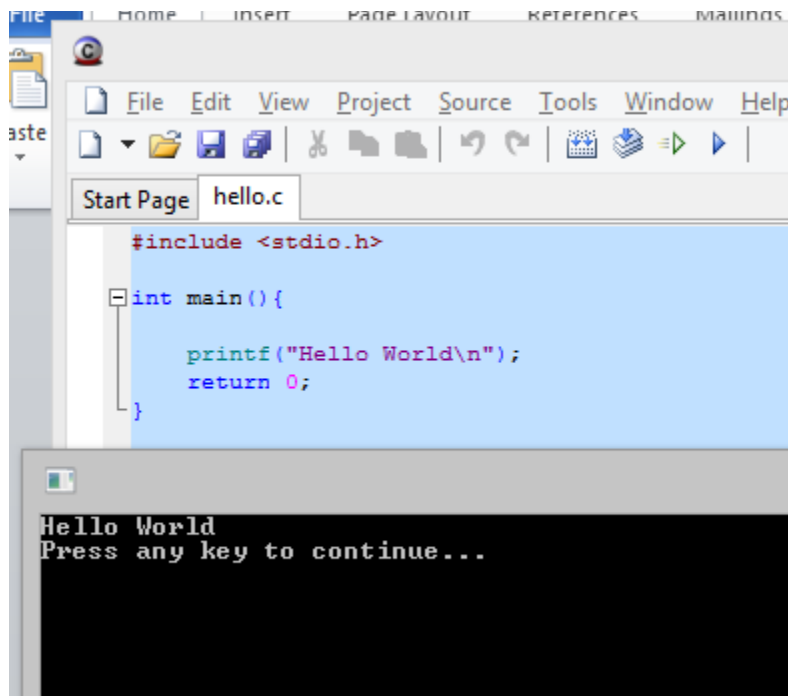 File Home Insert Page Layout References Mailings
aste
C
File Edit View Project Source Tools Window Help
Start Page hello.c
#include <stdio.h>
int main(){
printf("Hello World\n");
return 0;
}
Hello World
Press any key to continue...